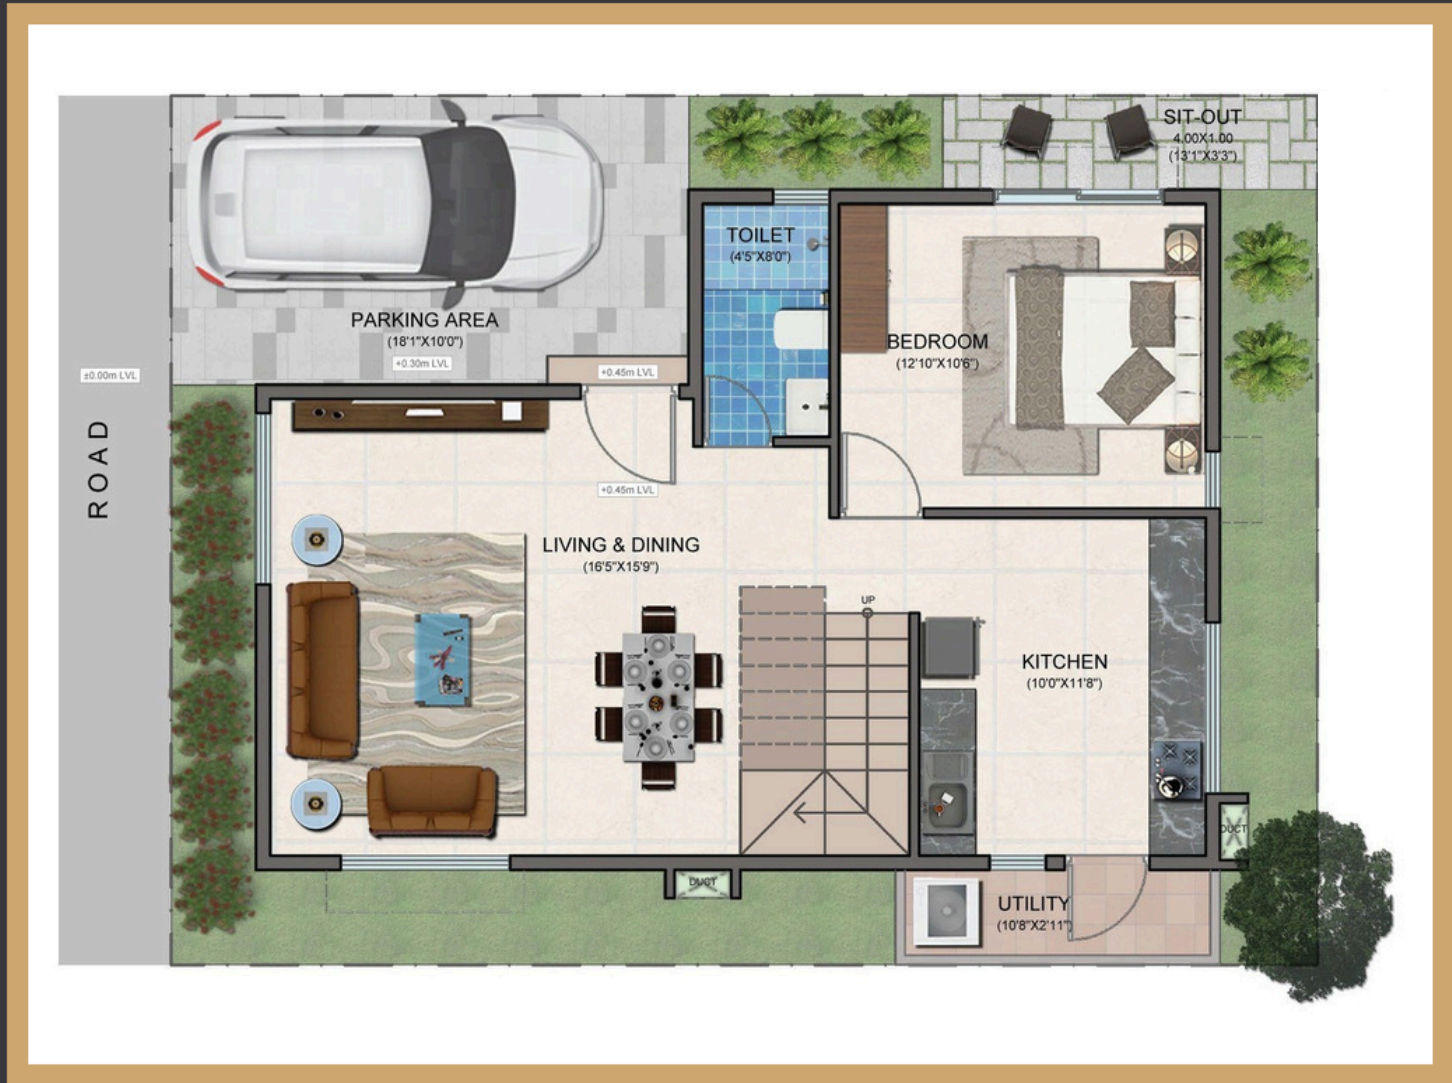 SIT-OUT
4.00X1.00
(13'1"X3'3")
TOILET
(4'5"X8'0")
PARKING AREA
(18'1"X10'0")
+0.30m LVL
BEDROOM
(12'10"X10'6")
±0.00m LVL
+0.45m LVL
ROAD
+0.45m LVL
LIVING & DINING
(16'5"X15'9")
UP
KITCHEN
(10'0"X11'8")
DUCT
DUCT
UTILITY
(10'8"X2'11")